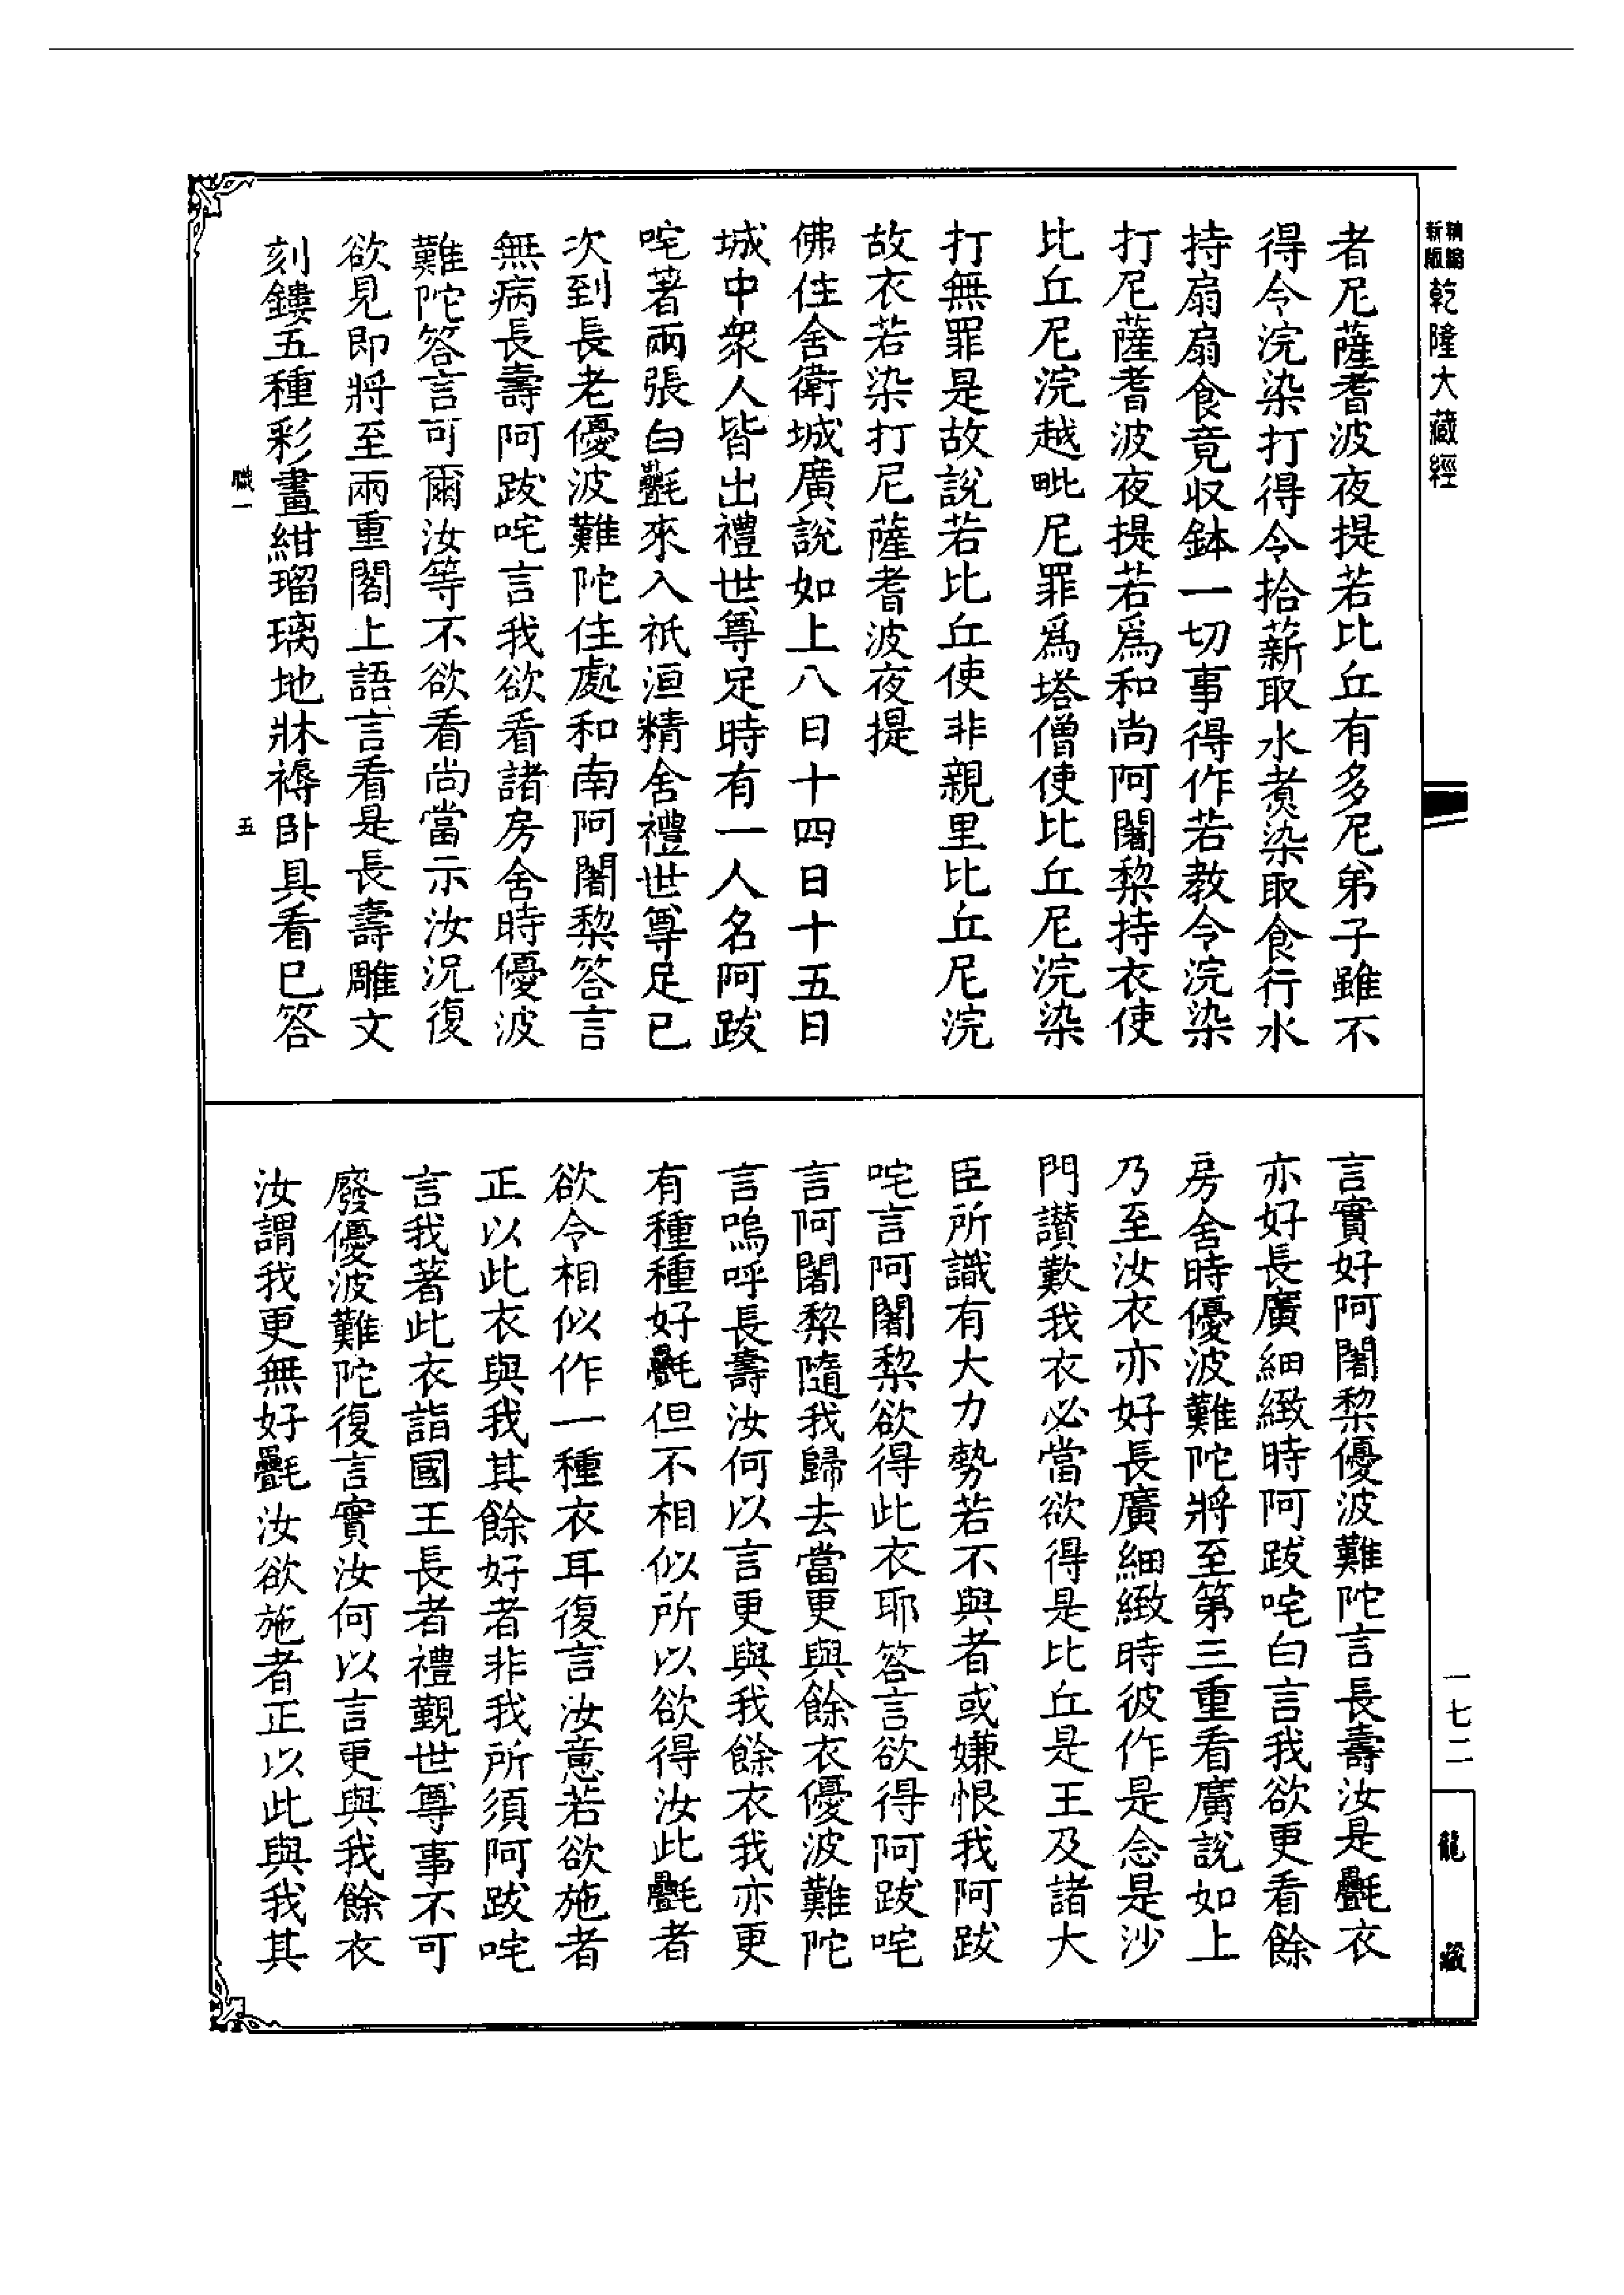 精縮新版乾隆大藏經
者尼薩耆波夜提若比丘有多尼弟子雖不
得令浣染打得令拾薪取水煮染取食行水
持扇扇食竟収鉢一切事得作若教令浣染
打尼薩耆波夜提若爲和尚阿闍棃持衣使
比丘尼浣越毗尼罪爲塔僧使比丘尼浣染
打無罪是故說若比丘使非親里比丘尼浣
故衣若染打尼薩耆波夜提
佛住舍衛城廣說如上八日十四日十五日
城中衆人皆出禮世尊足時有一人名阿跋
咤著兩張白氎來入祇洹精舍禮世尊足已
次到長老優波難陀住處和南阿闍棃答言
無病長壽阿跋咤言我欲看諸房舍時優波
難陀答言可爾汝等不欲看尚當示汝況復
欲見即將至兩重閣上語言看是長壽雕文
刻鏤五種彩畫紺瑠璃地牀褥卧具看已答
職一
五
言實好阿闍棃優波難陀言長壽汝是氎衣
亦好長廣細緻時阿跋咤白言我欲更看餘
房舍時優波難陀將至第三重看廣說如上
乃至汝衣亦好長廣細緻時彼作是念是沙
門讃歎我衣必當欲得是比丘是王及諸大
臣所識有大力勢若不與者或嫌恨我阿跋
咤言阿闍棃欲得此衣耶答言欲得阿跋咤
言阿闍棃隨我歸去當更與餘衣優波難陀
言嗚呼長壽汝何以言更與我餘衣我亦更
有種種好氎但不相似所以欲得汝此氎者
欲令相似作一種衣耳復言汝意若欲施者
正以此衣與我其餘好者非我所須阿跋咤
言我著此衣詣國王長者禮覲世尊事不可
廢優波難陀復言實汝何以言更與我餘衣
汝謂我更無好氎汝欲施者正以此與我其
一七二
龍藏